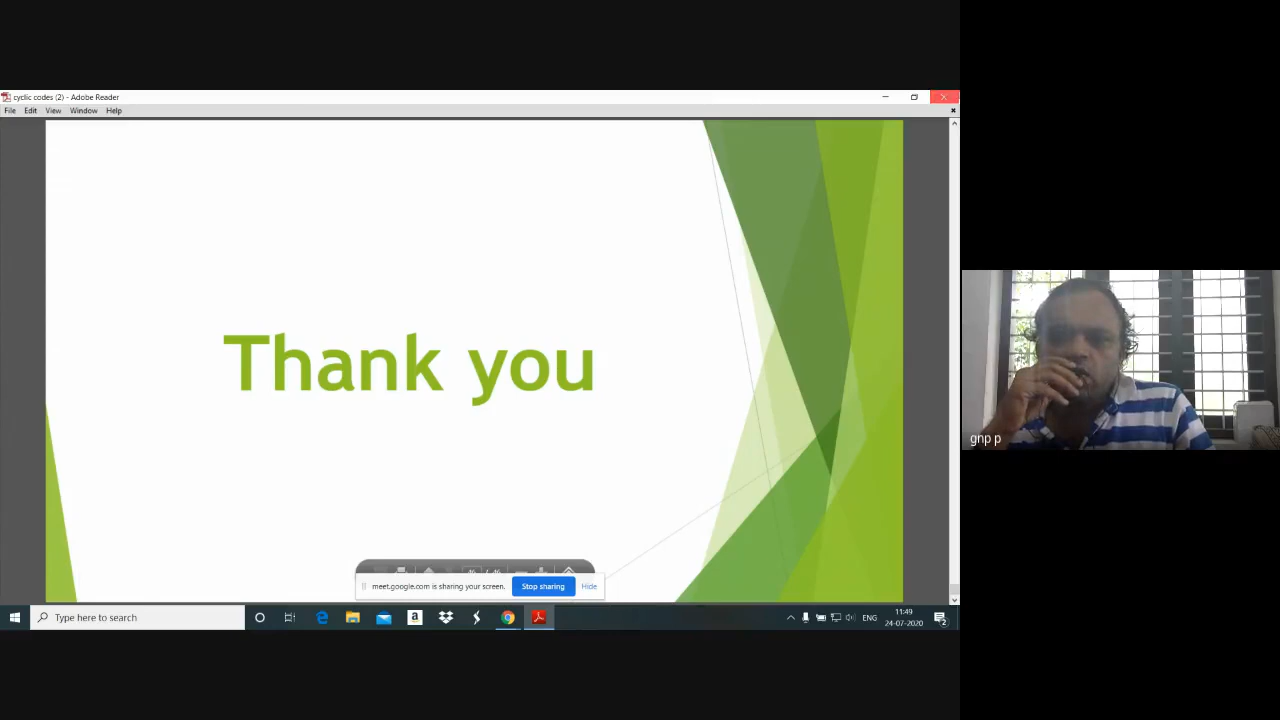 cyclic codes (2) - Adobe Reader
File Edit View Window Help
Thank you
meet.google.com is sharing your screen. Stop sharing Hide
Type here to search
ENG
11:49
24-07-2020
2
gnp p